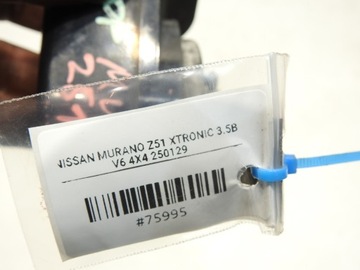 NISSAN MURANO Z51 XTRONIC 3.5B
V6 4X4 250129
#75995